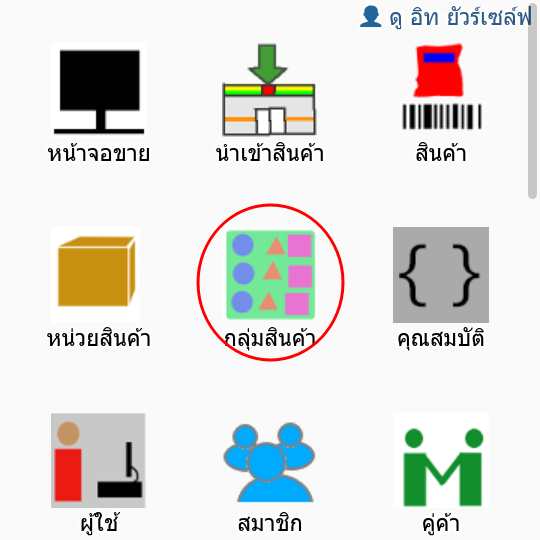 ดู อิท ยัวร์เซล์ฟ
หน้าจอขาย
นำเข้าสินค้า
สินค้า
หน่วยสินค้า
กลุ่มสินค้า
{ }
คุณสมบัติ
ผู้ใช้
สมาชิก
คู่ค้า